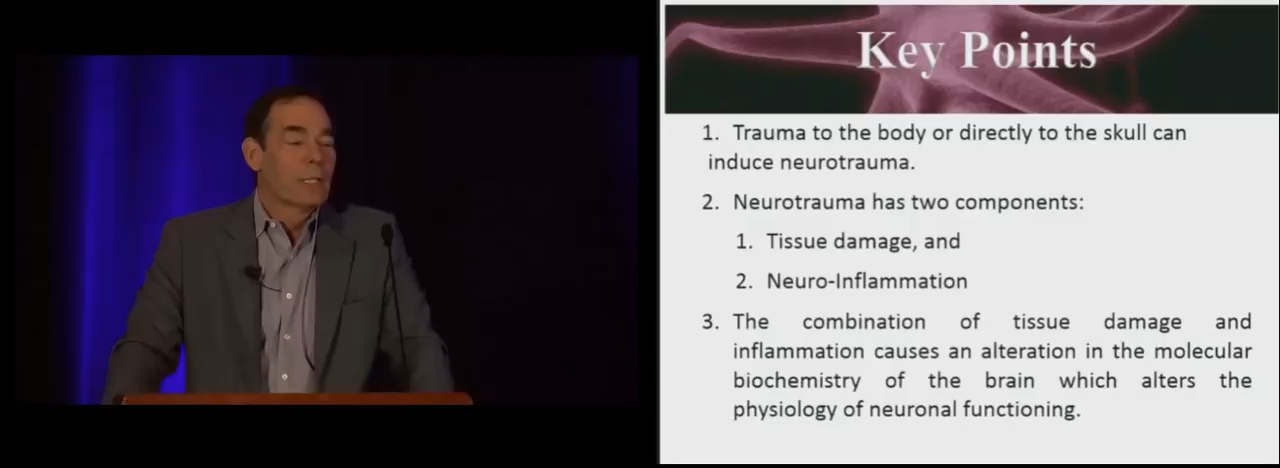 Key Points
1. Trauma to the body or directly to the skull can
induce neurotrauma.
2. Neurotrauma has two components:
1. Tissue damage, and
2. Neuro-Inflammation
3. The combination of tissue damage and
inflammation causes an alteration in the molecular
biochemistry of the brain which alters the
physiology of neuronal functioning.